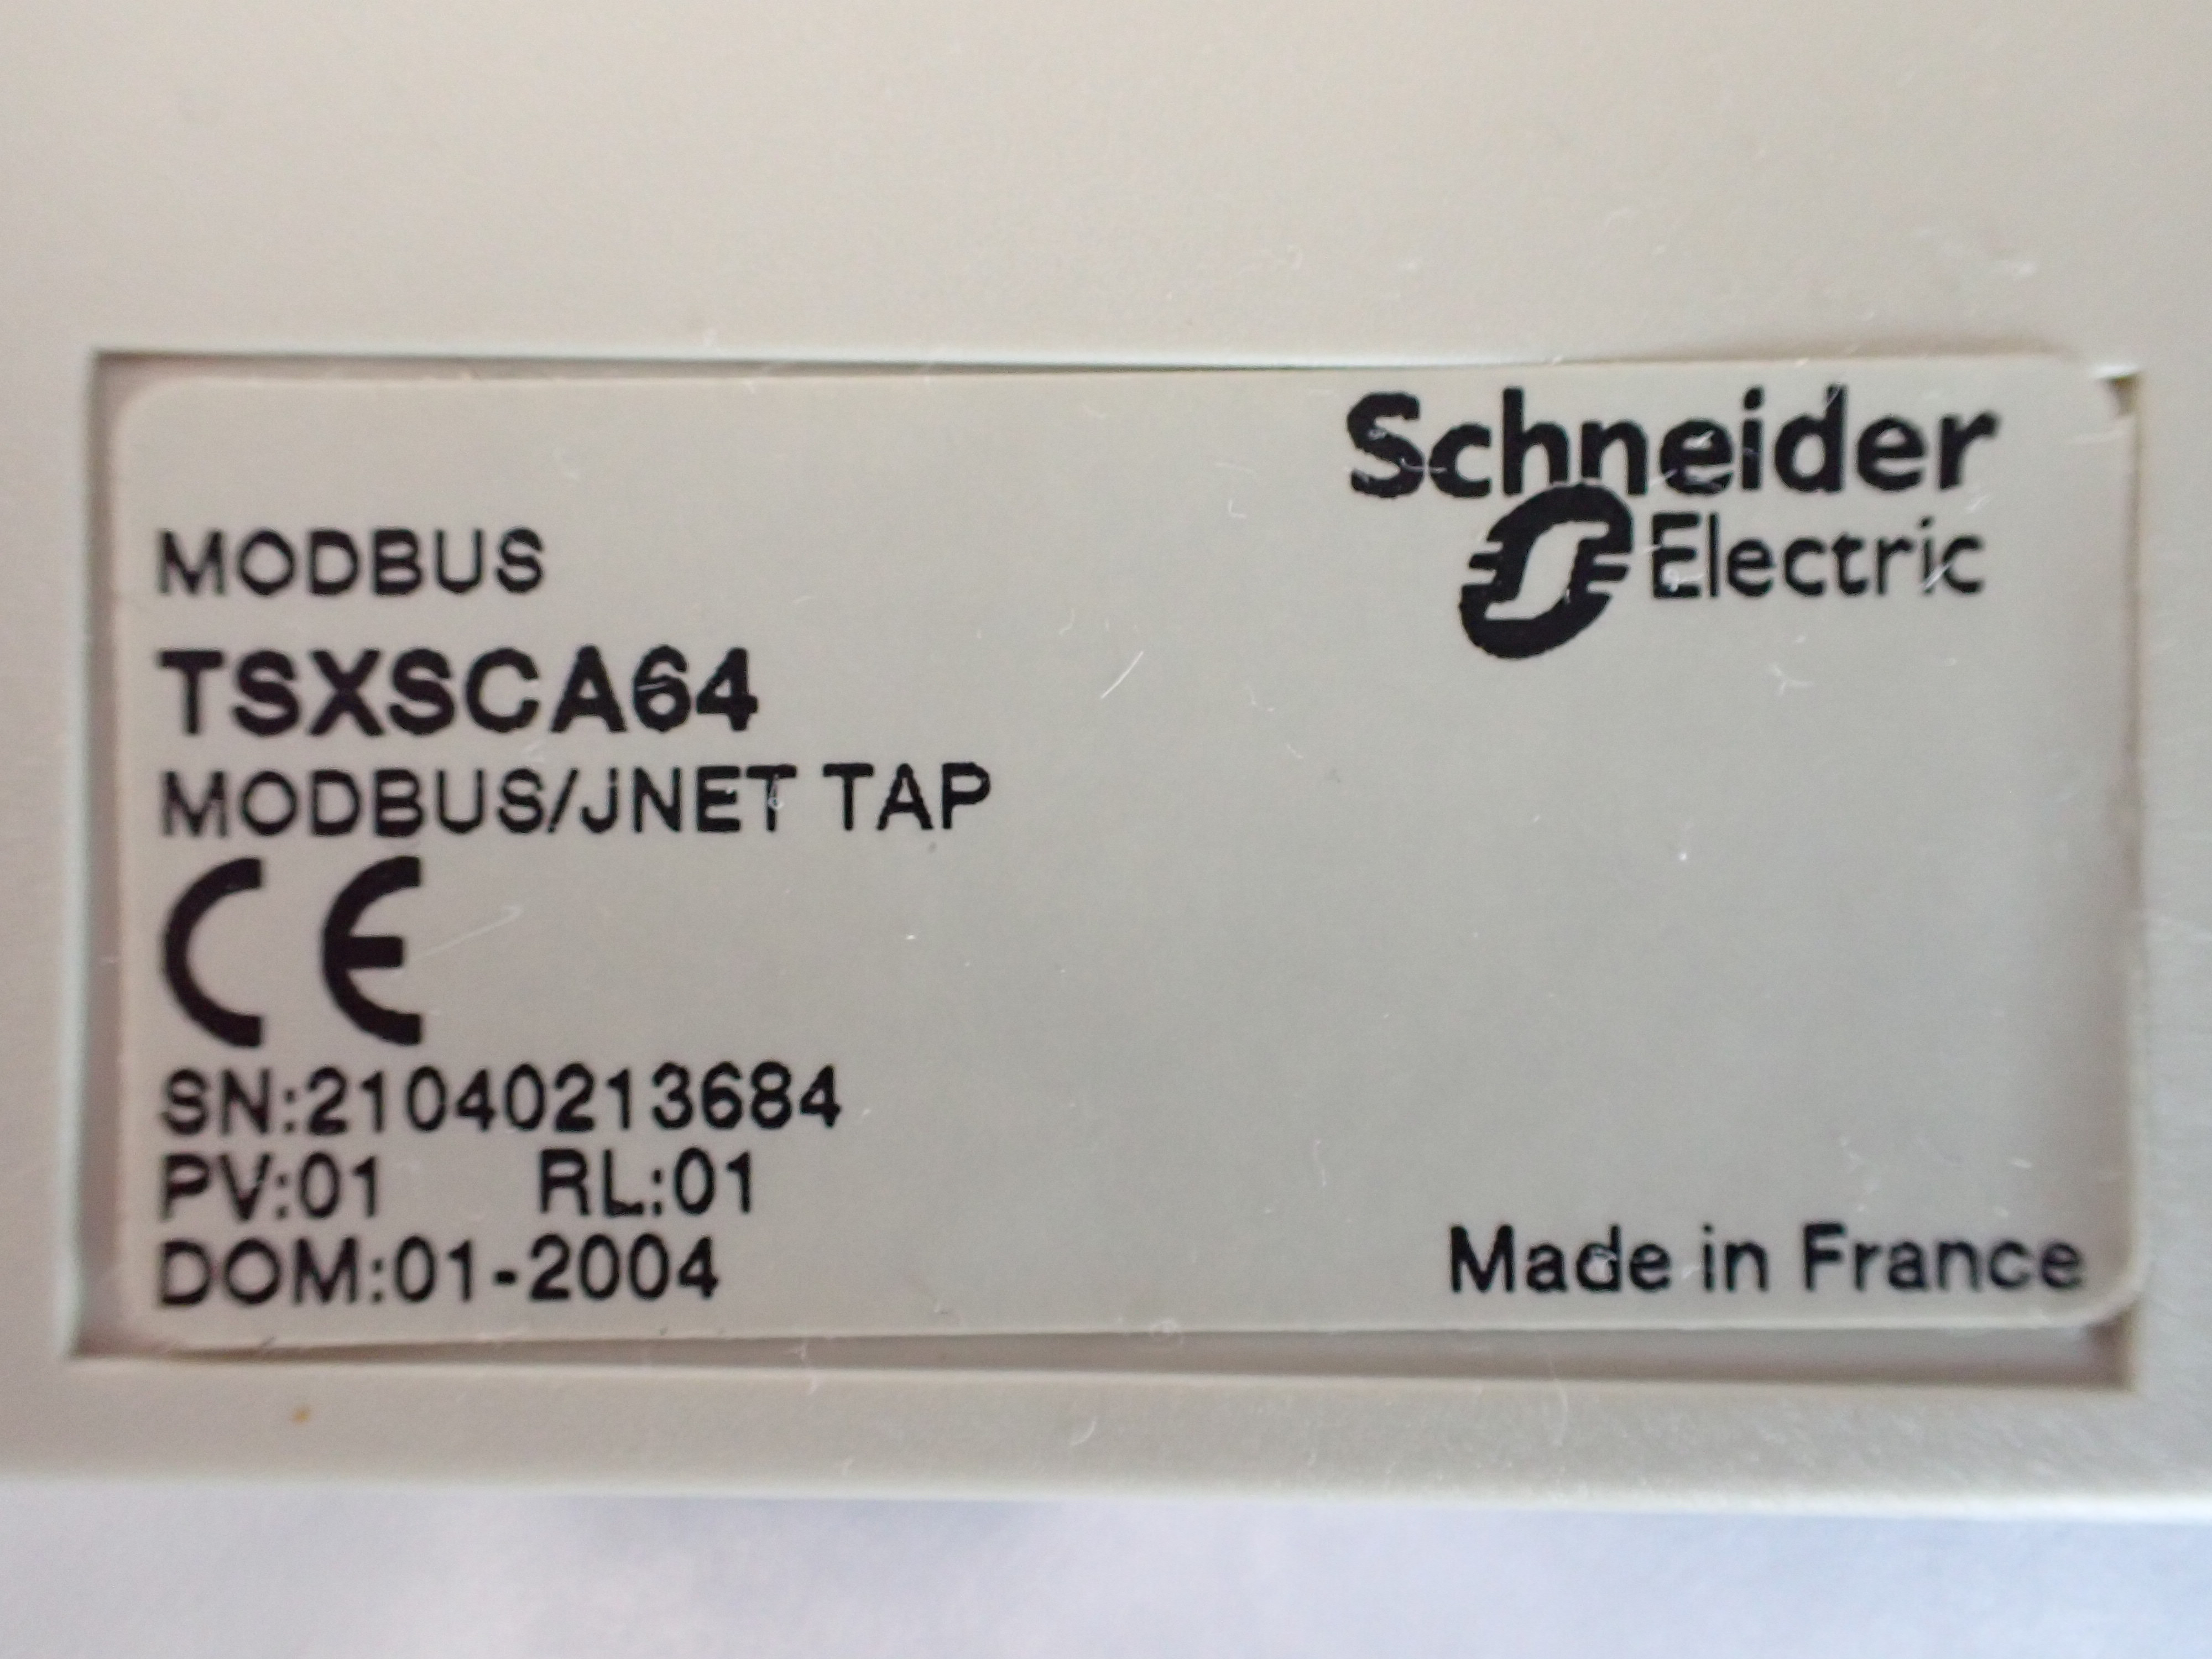 Schneider
Electric
MODBUS
TSXSCA64
MODBUS/JNET TAP
CE
SN:21040213684
PV:01 RL:01
DOM:01-2004
Made in France